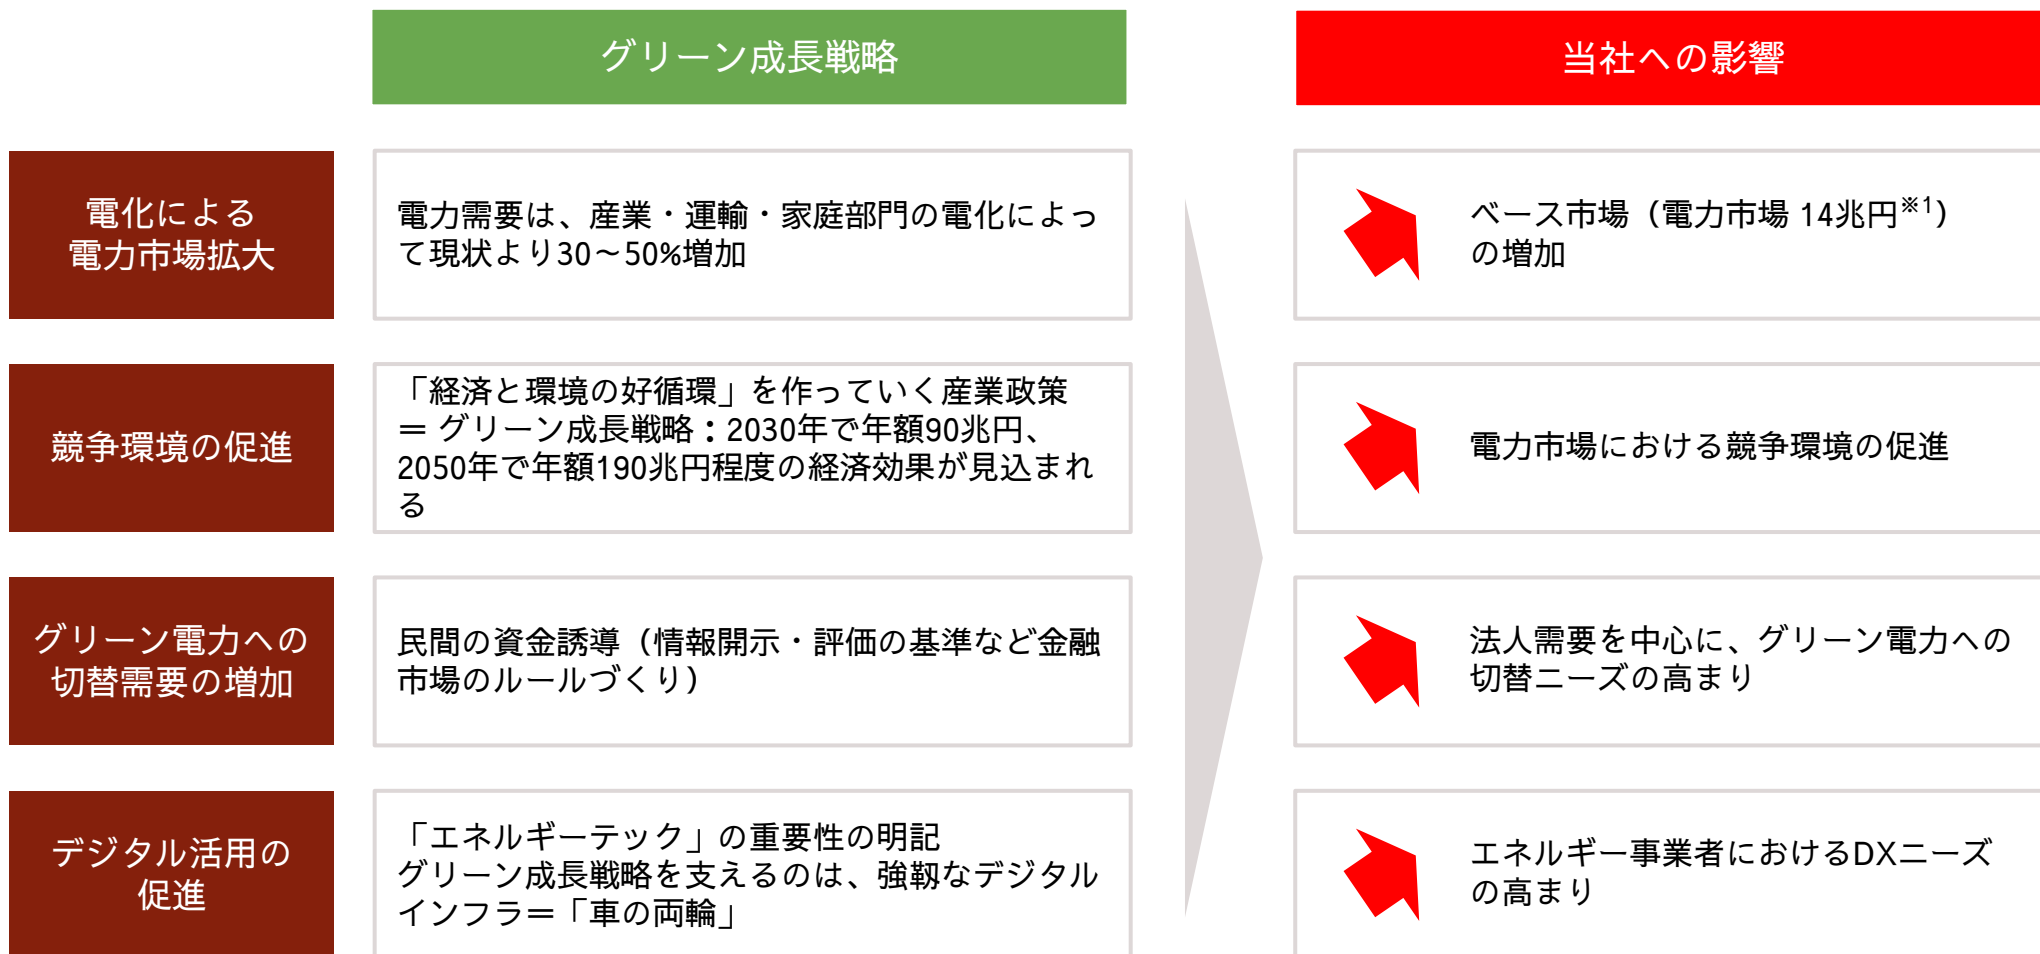 グリーン成長戦略
当社への影響
電化による
電力市場拡大
電力需要は、産業・運輸・家庭部門の電化によっ
て現状より30～50%増加
ベース市場（電力市場 14兆円※1）
の増加
競争環境の促進
「経済と環境の好循環」を作っていく産業政策
＝ グリーン成長戦略：2030年で年額90兆円、
2050年で年額190兆円程度の経済効果が見込まれ
る
電力市場における競争環境の促進
グリーン電力への
切替需要の増加
民間の資金誘導（情報開示・評価の基準など金融
市場のルールづくり）
法人需要を中心に、グリーン電力への
切替ニーズの高まり
デジタル活用の
促進
「エネルギーテック」の重要性の明記
グリーン成長戦略を支えるのは、強靭なデジタル
インフラ＝「車の両輪」
エネルギー事業者におけるDXニーズ
の高まり